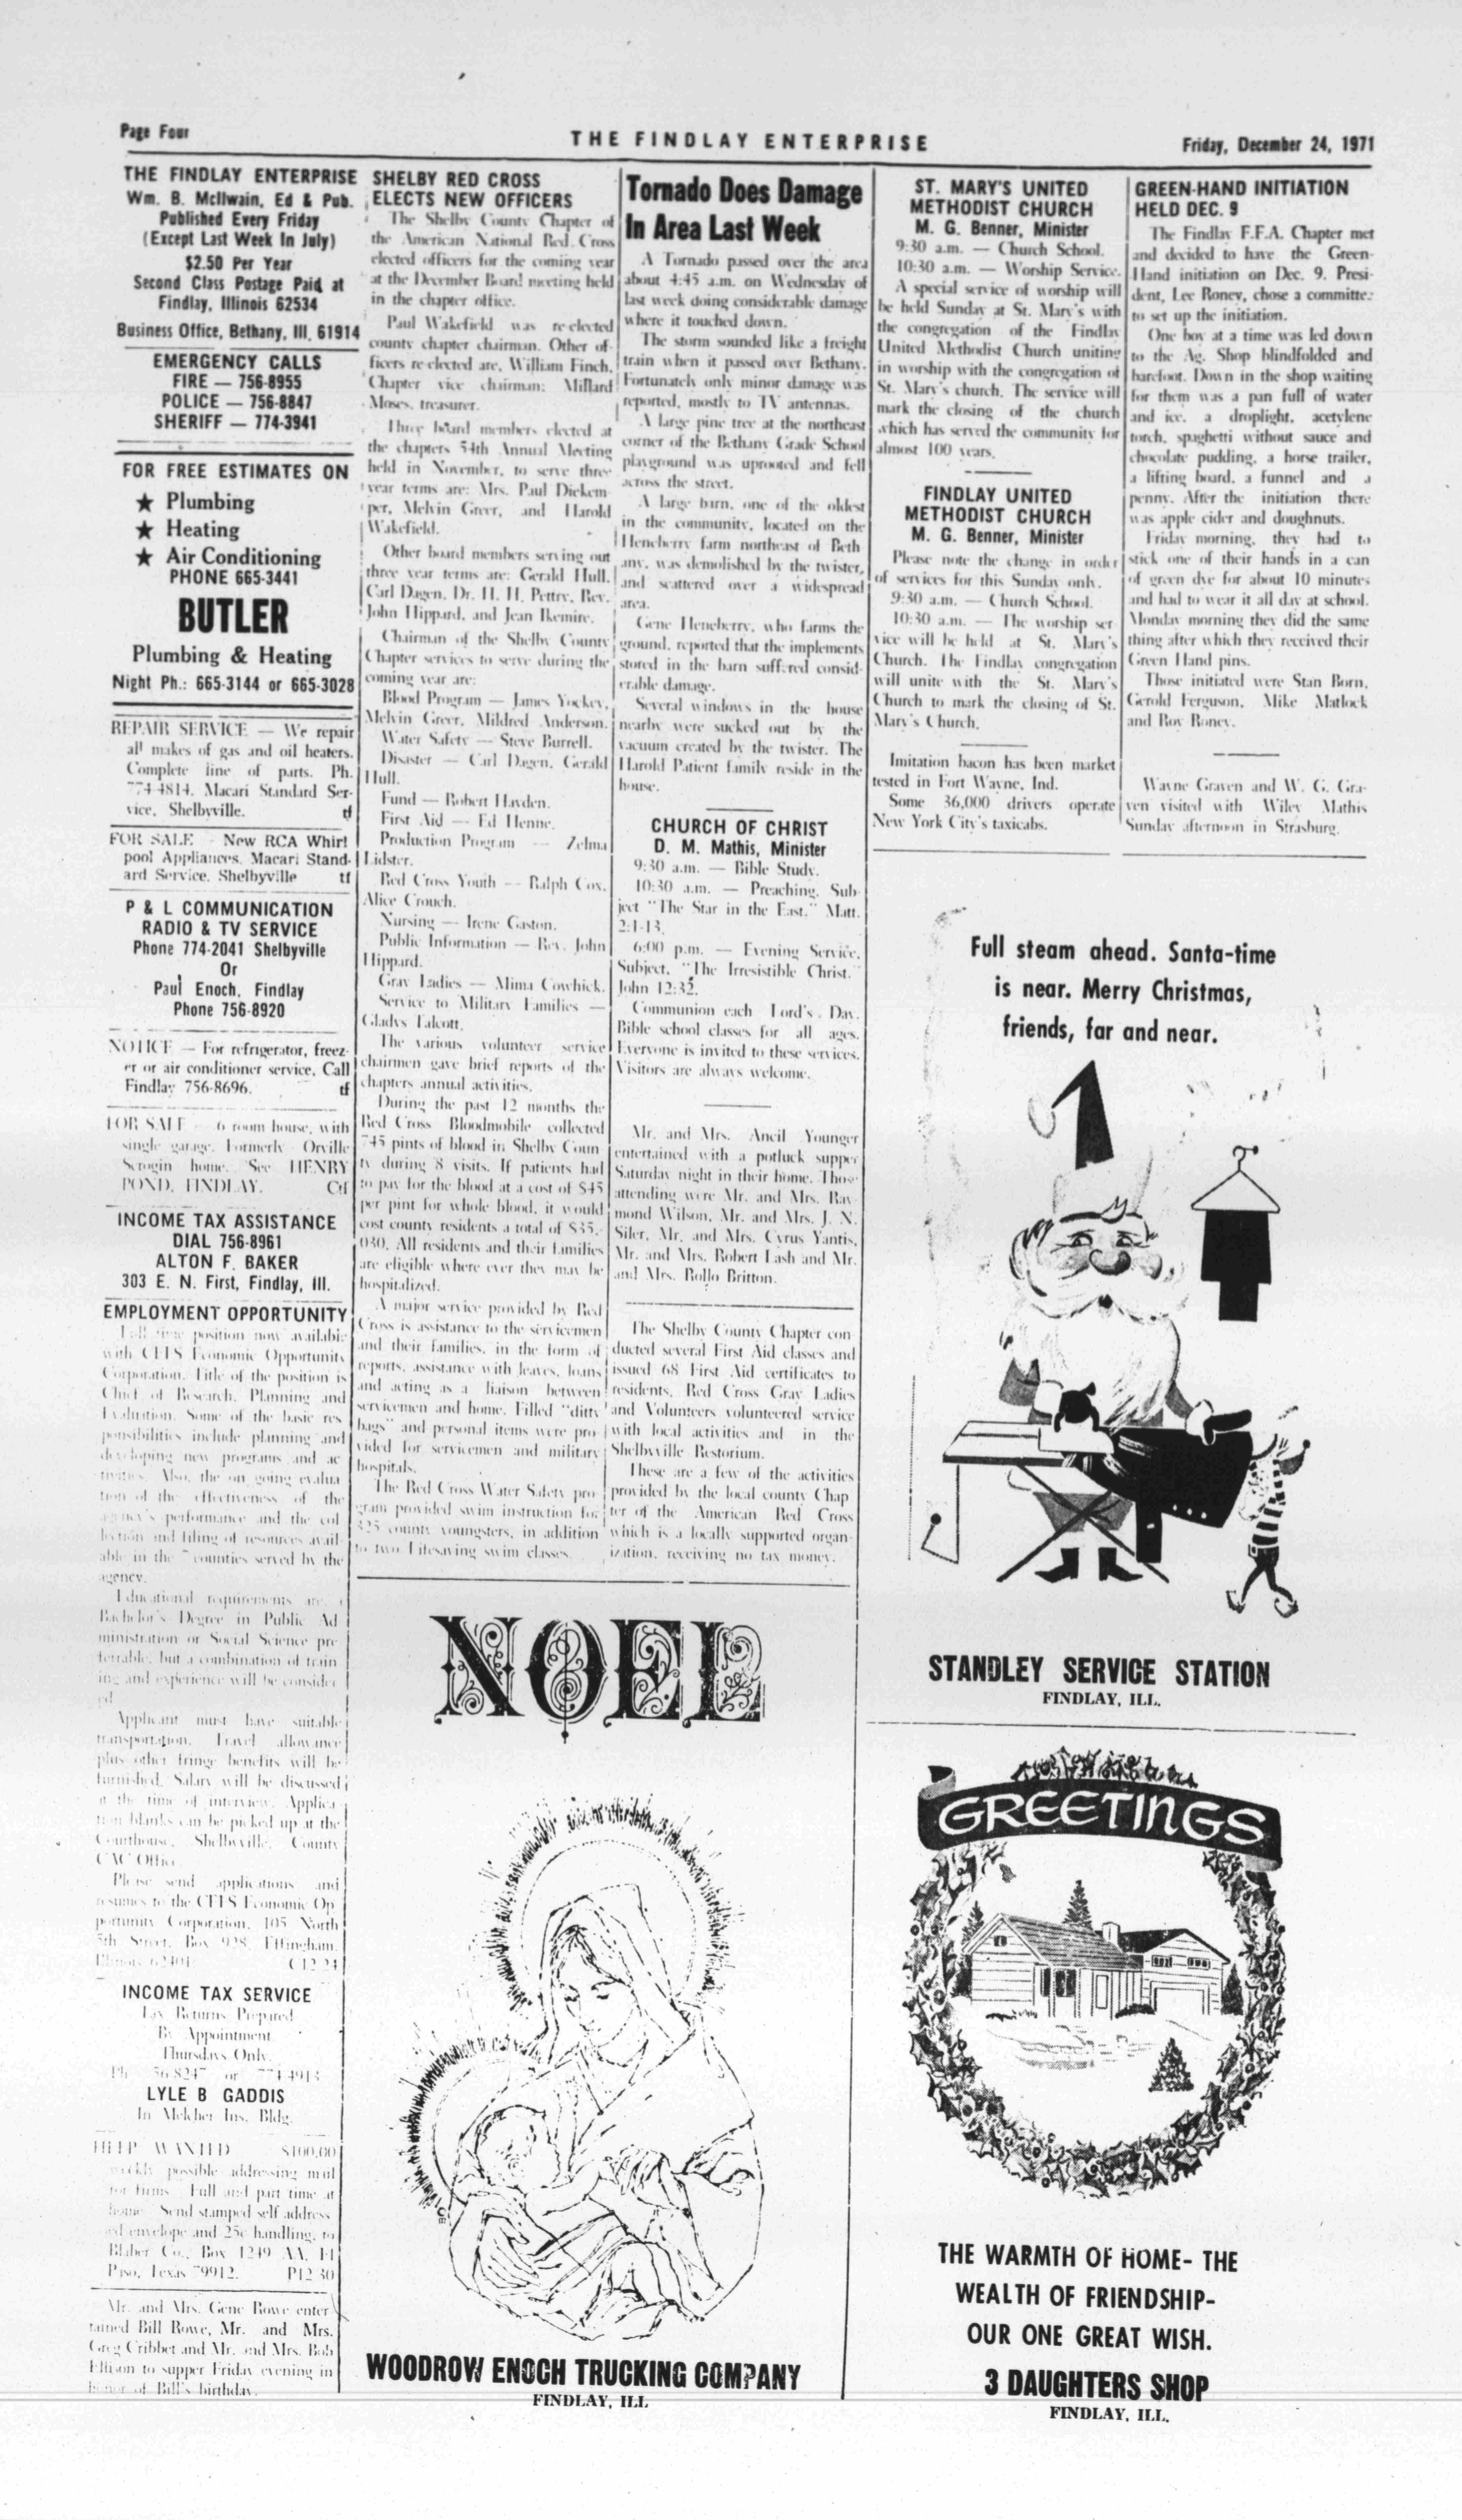 Page Four
THE FINDLAY ENTERPRISE
Friday, December 24, 1971
THE FINDLAY ENTERPRISE
Wm. B. McIlwain, Ed & Pub.
Published Every Friday
(Except Last Week In July)
$2.50 Per Year
Second Class Postage Paid at
Findlay, Illinois 62534
Business Office, Bethany, Ill. 61914
EMERGENCY CALLS
FIRE — 756-8955
POLICE — 756-8847
SHERIFF — 774-3941
FOR FREE ESTIMATES ON
★ Plumbing
★ Heating
★ Air Conditioning
PHONE 665-3441
BUTLER
Plumbing & Heating
Night Ph.: 665-3144 or 665-3028
REPAIR SERVICE — We repair
all makes of gas and oil heaters.
Complete line of parts. Ph.
774-4814. Macari Standard Ser-
vice, Shelbyville. tf
FOR SALE - New RCA Whirl
pool Appliances. Macari Stand-
ard Service, Shelbyville tf
P & L COMMUNICATION
RADIO & TV SERVICE
Phone 774-2041 Shelbyville
Or
Paul Enoch, Findlay
Phone 756-8920
NOTICE — For refrigerator, freez-
er or air conditioner service, Call
Findlay 756-8696. tf
FOR SALE - 6 room house, with
single garage. Formerly Orville
Scrogin home. See HENRY
POND, FINDLAY. Ctf
INCOME TAX ASSISTANCE
DIAL 756-8961
ALTON F. BAKER
303 E. N. First, Findlay, Ill.
EMPLOYMENT OPPORTUNITY
Full time position now available
with CEFS Economic Opportunity
Corporation. Title of the position is
Chief of Research, Planning and
Evaluation. Some of the basic res
ponsibilities include planning and
developing new programs and ac
tivities. Also, the on going evalua
tion of the effectiveness of the
agency's performance and the col
lection and filing of resources avail
able in the 7 counties served by the
agency.
Educational requirements are a
Bachelor's Degree in Public Ad
ministration or Social Science pre
ferrable, but a combination of train
ing and experience will be consider
ed.
Applicant must have suitable
transportation. Travel allowance
plus other fringe benefits will be
furnished. Salary will be discussed
at the time of interview. Applica
tion blanks can be picked up at the
Courthouse, Shelbyville, County
CAC Office.
Please send applications and
resumes to the CEFS Economic Op
portunity Corporation, 105 North
5th Street, Box 928, Effingham,
Illinois 62401 C12 24
INCOME TAX SERVICE
Tax Returns Prepared
By Appointment
Thursdays Only
Ph. 756-8247 or 774-4913
LYLE B GADDIS
In Melcher Ins. Bldg.
HELP WANTED $100.00
weekly possible addressing mail
for firms. Full and part time at
home. Send stamped self address
ed envelope and 25c handling, to
Blaber Co., Box 1249 AA, El
Paso, Texas 79912. P12 30
Mr. and Mrs. Gene Rowe enter
tained Bill Rowe, Mr. and Mrs.
Greg Cribbet and Mr. and Mrs. Bob
Ellison to supper Friday evening in
honor of Bill's birthday.
SHELBY RED CROSS
ELECTS NEW OFFICERS
The Shelby County Chapter of
the American National Red Cross
elected officers for the coming year
at the December Board meeting held
in the chapter office.
Paul Wakefield was re-elected
county chapter chairman. Other of-
ficers re-elected are, William Finch,
Chapter vice chairman; Millard
Moses, treasurer.
Three board members elected at
the chapters 54th Annual Meeting
held in November, to serve three
year terms are: Mrs. Paul Dickem-
per, Melvin Greer, and Harold
Wakefield.
Other board members serving out
three year terms are: Gerald Hull,
Carl Dagen, Dr. H. H. Pettry, Rev.
John Hippard, and Jean Ikemire.
Chairman of the Shelby County
Chapter services to serve during the
coming year are:
Blood Program — James Yockey,
Melvin Greer, Mildred Anderson.
Water Safety — Steve Burrell.
Disaster — Carl Dagen, Gerald
Hull.
Fund — Robert Hayden.
First Aid — Ed Henne.
Production Program — Zelma
Lidster.
Red Cross Youth — Ralph Cox,
Alice Crouch.
Nursing — Irene Gaston.
Public Information — Rev. John
Hippard.
Gray Ladies — Mima Cowhick.
Service to Military Families —
Gladys Talcott.
The various volunteer service
chairmen gave brief reports of the
chapters annual activities.
During the past 12 months the
Red Cross Bloodmobile collected
745 pints of blood in Shelby Coun
ty during 8 visits. If patients had
to pay for the blood at a cost of $45
per pint for whole blood, it would
cost county residents a total of $35,-
030. All residents and their families
are eligible where ever they may be
hospitalized.
A major service provided by Red
Cross is assistance to the servicemen
and their families, in the form of
reports, assistance with leaves, loans
and acting as a liaison between
servicemen and home. Filled "ditty
bags" and personal items were pro
vided for servicemen and military
hospitals.
The Red Cross Water Safety pro-
gram provided swim instruction for
325 county youngsters, in addition
to two Lifesaving swim classes.
Tornado Does Damage
In Area Last Week
A Tornado passed over the area
about 4:45 a.m. on Wednesday of
last week doing considerable damage
where it touched down.
The storm sounded like a freight
train when it passed over Bethany.
Fortunately only minor damage was
reported, mostly to TV antennas.
A large pine tree at the northeast
corner of the Bethany Grade School
playground was uprooted and fell
across the street.
A large barn, one of the oldest
in the community, located on the
Heneberry farm northeast of Beth-
any, was demolished by the twister,
and scattered over a widespread
area.
Gene Heneberry, who farms the
ground, reported that the implements
stored in the barn suffered consid-
erable damage.
Several windows in the house
nearby were sucked out by the
vacuum created by the twister. The
Harold Patient family reside in the
house.
CHURCH OF CHRIST
D. M. Mathis, Minister
9:30 a.m. — Bible Study.
10:30 a.m. — Preaching. Sub-
ject "The Star in the East." Matt.
2:1-13.
6:00 p.m. — Evening Service.
Subject, "The Irresistible Christ."
John 12:32.
Communion each Lord's Day.
Bible school classes for all ages.
Everyone is invited to these services.
Visitors are always welcome.
Mr. and Mrs. Ancil Younger
entertained with a potluck supper
Saturday night in their home. Those
attending were Mr. and Mrs. Ray
mond Wilson, Mr. and Mrs. J. N.
Siler, Mr. and Mrs. Cyrus Yantis,
Mr. and Mrs. Robert Lash and Mr.
and Mrs. Rollo Britton.
The Shelby County Chapter con-
ducted several First Aid classes and
issued 68 First Aid certificates to
residents. Red Cross Gray Ladies
and Volunteers volunteered service
with local activities and in the
Shelbyville Restorium.
These are a few of the activities
provided by the local county Chap
ter of the American Red Cross
which is a locally supported organ-
ization, receiving no tax money.
NOEL
WOODROW ENOCH TRUCKING COMPANY
FINDLAY, ILL
ST. MARY'S UNITED
METHODIST CHURCH
M. G. Benner, Minister
9:30 a.m. — Church School.
10:30 a.m. — Worship Service.
A special service of worship will
be held Sunday at St. Mary's with
the congregation of the Findlay
United Methodist Church uniting
in worship with the congregation of
St. Mary's church. The service will
mark the closing of the church
which has served the community for
almost 100 years.
FINDLAY UNITED
METHODIST CHURCH
M. G. Benner, Minister
Please note the change in order
of services for this Sunday only.
9:30 a.m. — Church School.
10:30 a.m. — The worship ser
vice will be held at St. Mary's
Church. The Findlay congregation
will unite with the St. Mary's
Church to mark the closing of St.
Mary's Church.
Imitation bacon has been market
tested in Fort Wayne, Ind.
Some 36,000 drivers operate
New York City's taxicabs.
GREEN-HAND INITIATION
HELD DEC. 9
The Findlay F.F.A. Chapter met
and decided to have the Green-
Hand initiation on Dec. 9. Presi-
dent, Lee Roney, chose a committee
to set up the initiation.
One boy at a time was led down
to the Ag. Shop blindfolded and
barefoot. Down in the shop waiting
for them was a pan full of water
and ice, a droplight, acetylene
torch, spaghetti without sauce and
chocolate pudding, a horse trailer,
a lifting board, a funnel and a
penny. After the initiation there
was apple cider and doughnuts.
Friday morning, they had to
stick one of their hands in a can
of green dye for about 10 minutes
and had to wear it all day at school.
Monday morning they did the same
thing after which they received their
Green Hand pins.
Those initiated were Stan Born,
Gerold Ferguson, Mike Matlock
and Roy Roney.
Wayne Graven and W. G. Gra-
ven visited with Wiley Mathis
Sunday afternoon in Strasburg.
Full steam ahead. Santa-time
is near. Merry Christmas,
friends, far and near.
STANDLEY SERVICE STATION
FINDLAY, ILL.
GREETINGS
THE WARMTH OF HOME- THE
WEALTH OF FRIENDSHIP-
OUR ONE GREAT WISH.
3 DAUGHTERS SHOP
FINDLAY, ILL.